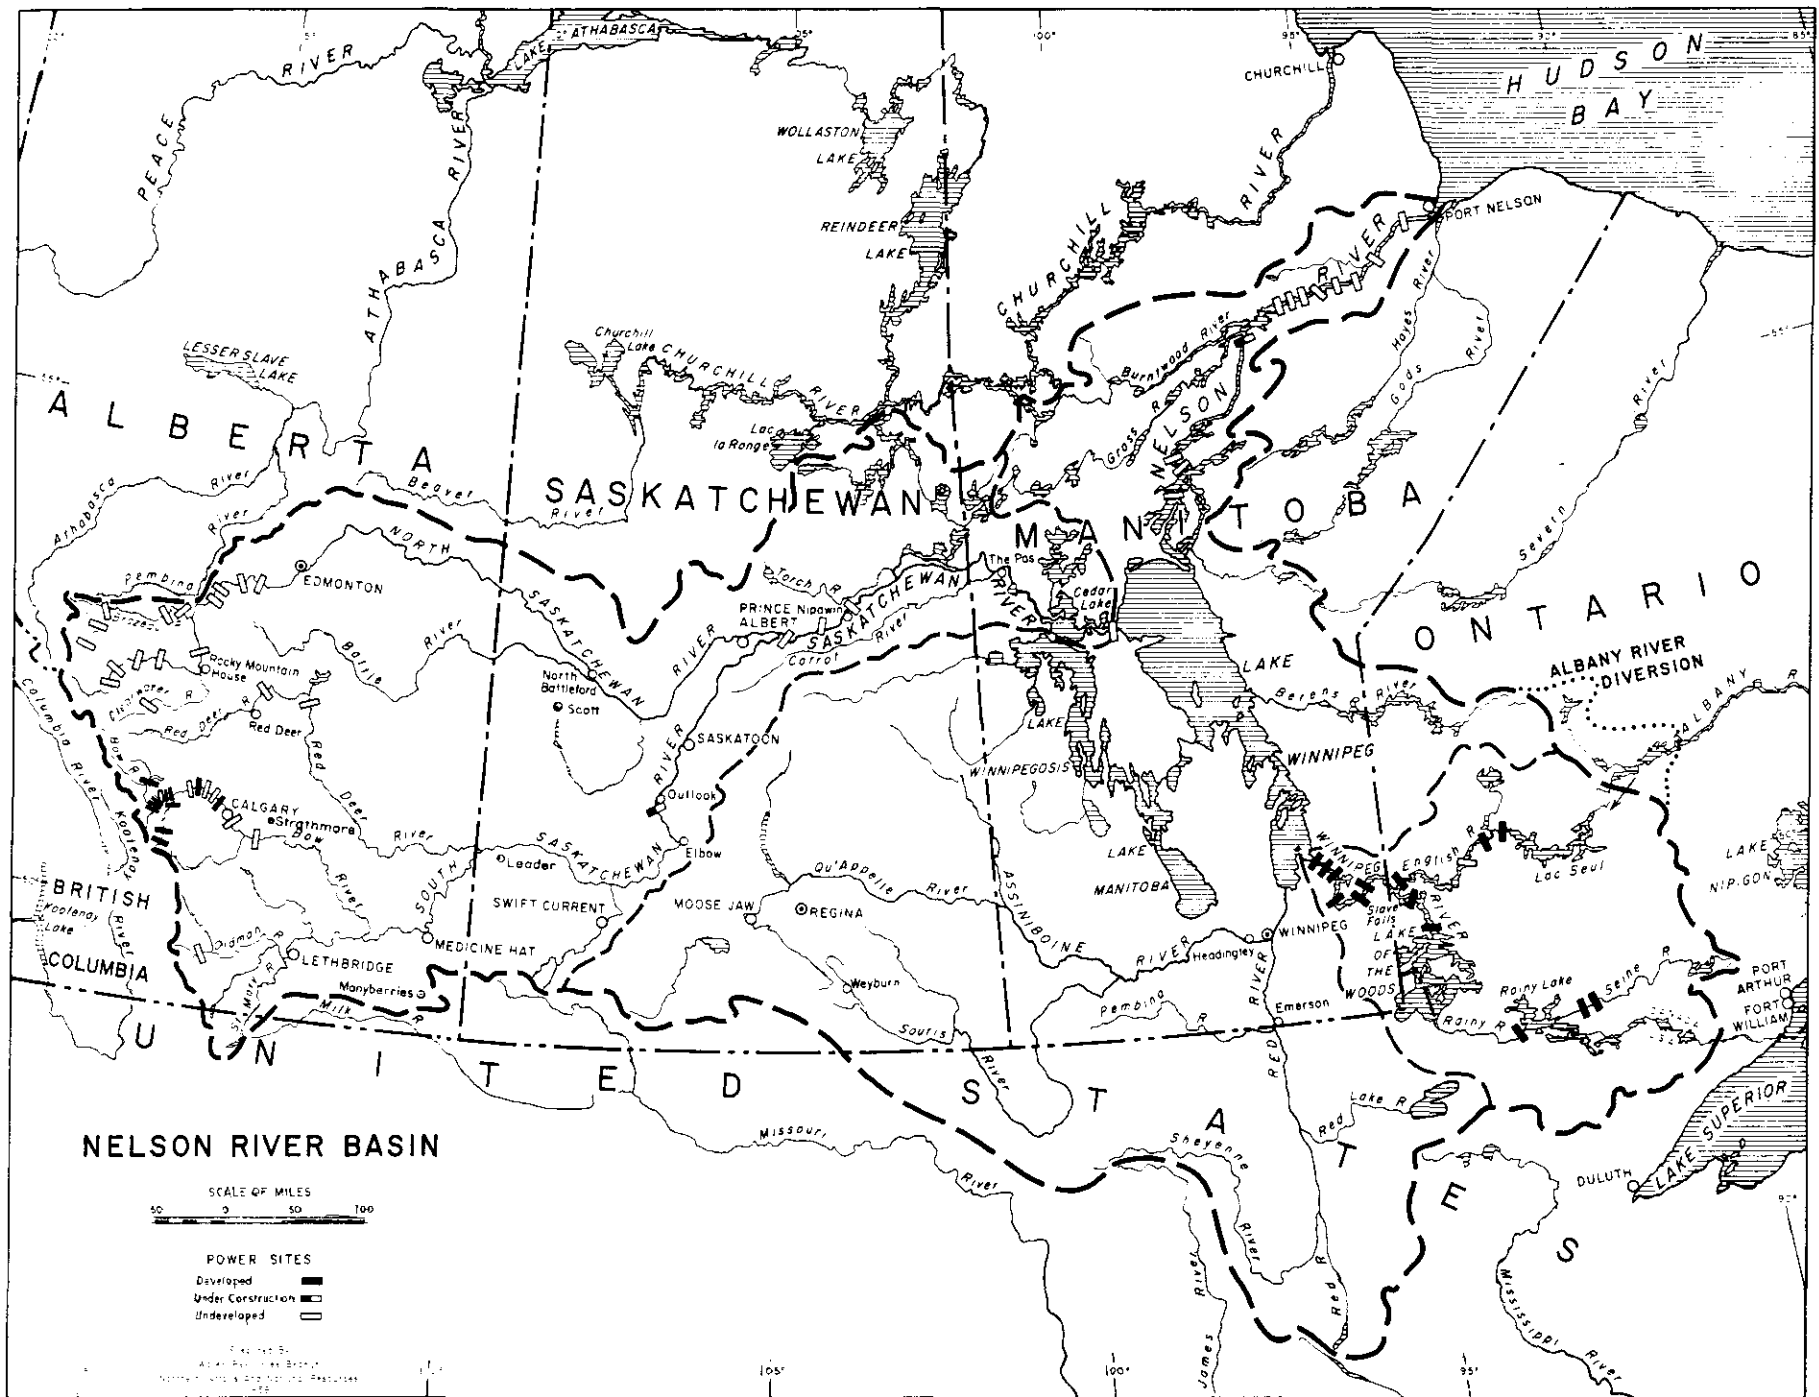 RIVER
PEACE
LAKE ATHABASCA
ATHABASCA RIVER
WOLLASTON
LAKE
REINDEER
LAKE
100°
95°
85°
CHURCHILL
HUDSON
BAY
CHURCHILL RIVER
PORT NELSON
RIVER
Hayes River
Gods River
Severn River
55°
LESSER SLAVE
LAKE
Churchill
Lake
CHURCHILL
RIVER
Burntwood River
Grass R
NELSON
Lac
la Ronge
ALBERTA
Athabasca River
Beaver River
SASKATCHEWAN
MANITOBA
ONTARIO
River
Pembina
EDMONTON
NORTH
SASKATCHEWAN
RIVER
Battle River
Torch R
Nipawin
PRINCE
ALBERT
SASKATCHEWAN
RIVER
Carrot River
The Pas
Cedar
Lake
Brazeau
Rocky Mountain
House
Clearwater R
Red Deer R
Red Deer
Red Deer River
North
Battleford
Scott
SASKATOON
RIVER
Outlook
Elbow
LAKE
WINNIPEGOSIS
LAKE
WINNIPEG
Berens River
ALBANY RIVER
DIVERSION
ALBANY R
Columbia River
Kootenay
River
Bow R
CALGARY
Strathmore
Bow
River
Leader
SOUTH
SASKATCHEWAN
SWIFT CURRENT
MOOSE JAW
REGINA
Qu'Appelle River
ASSINIBOINE
RIVER
LAKE
MANITOBA
Headingley
WINNIPEG
WINNIPEG
RIVER
English R
Slave
Falls
Lac Seul
LAKE
NIPIGON
BRITISH
COLUMBIA
Kootenay
Lake
Oldman R
LETHBRIDGE
MEDICINE HAT
Manyberries
St. Mary R
Milk R
Weyburn
Souris
River
Pembina R
Emerson
RED RIVER
LAKE
OF
THE
WOODS
Rainy Lake
Rainy R
Seine R
PORT
ARTHUR
FORT
WILLIAM
UNITED STATES
Missouri
River
Sheyenne
River
Red Lake R
James River
Red R
DULUTH
LAKE SUPERIOR
Mississippi River
NELSON RIVER BASIN
SCALE OF MILES
50 0 50 100
POWER SITES
Developed
Under Construction
Undeveloped
105°
100°
95°